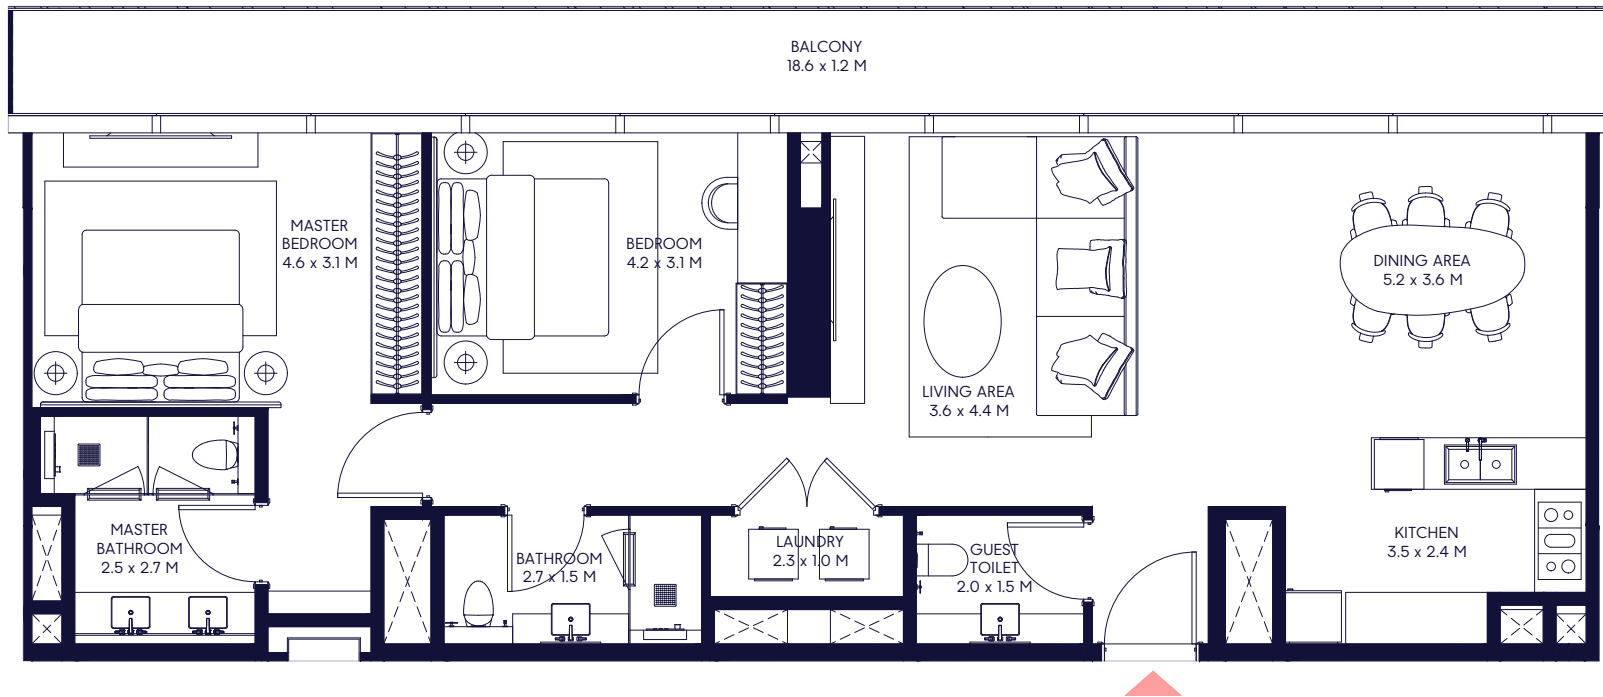 BALCONY
18.6 x 1.2 M
MASTER
BEDROOM
4.6 x 3.1 M
BEDROOM
4.2 x 3.1 M
DINING AREA
5.2 x 3.6 M
LIVING AREA
3.6 x 4.4 M
MASTER
BATHROOM
2.5 x 2.7 M
BATHROOM
2.7 x 1.5 M
LAUNDRY
2.3 x 1.0 M
GUEST
TOILET
2.0 x 1.5 M
KITCHEN
3.5 x 2.4 M